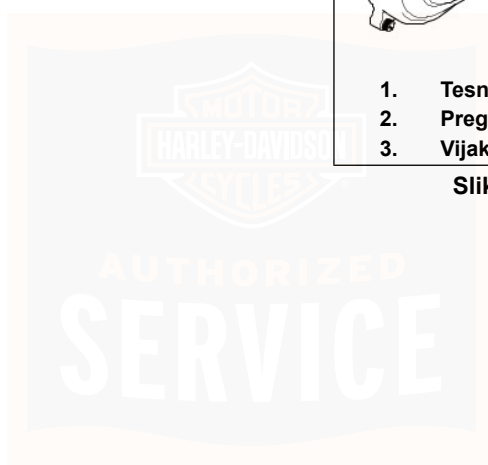 1. Tesn
2. Preg
3. Vijak
Slik
MOTOR
HARLEY-DAVIDSON
CYCLES
AUTHORIZED
SERVICE